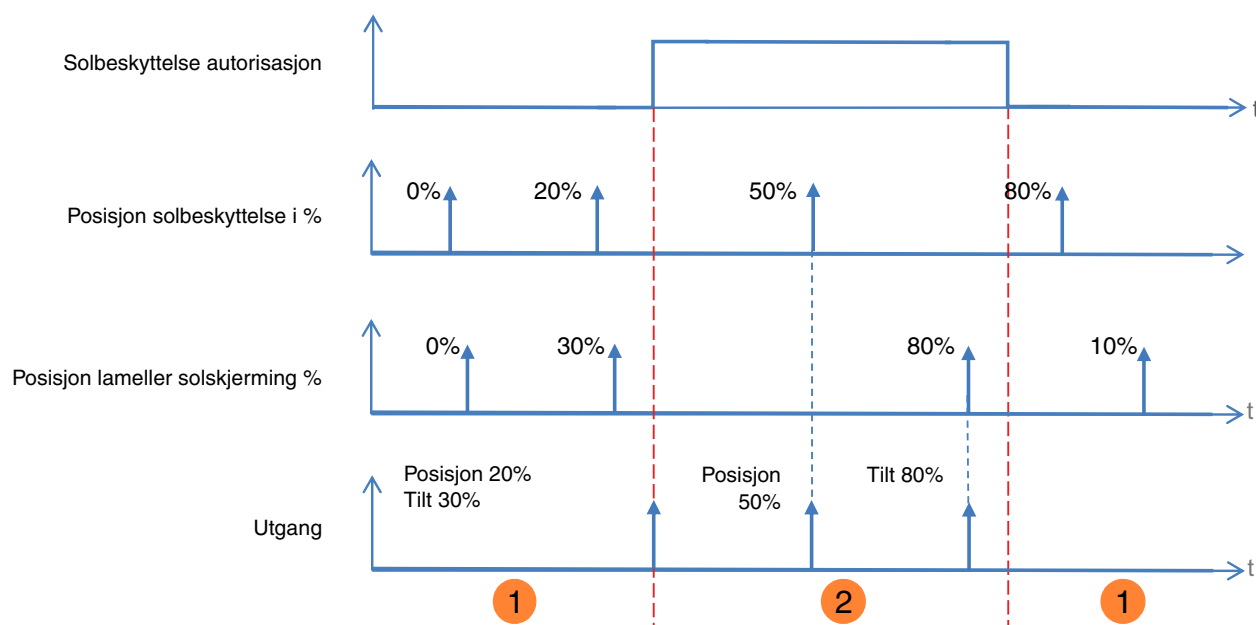 Solbeskyttelse autorisasjon
t
0%
20%
50%
80%
Posisjon solbeskyttelse i %
0%
30%
80%
10%
Posisjon lameller solskjerming %
t
Posisjon 20%
Tilt 30%
Posisjon
50%
Tilt 80%
Utgang
t
1
2
1